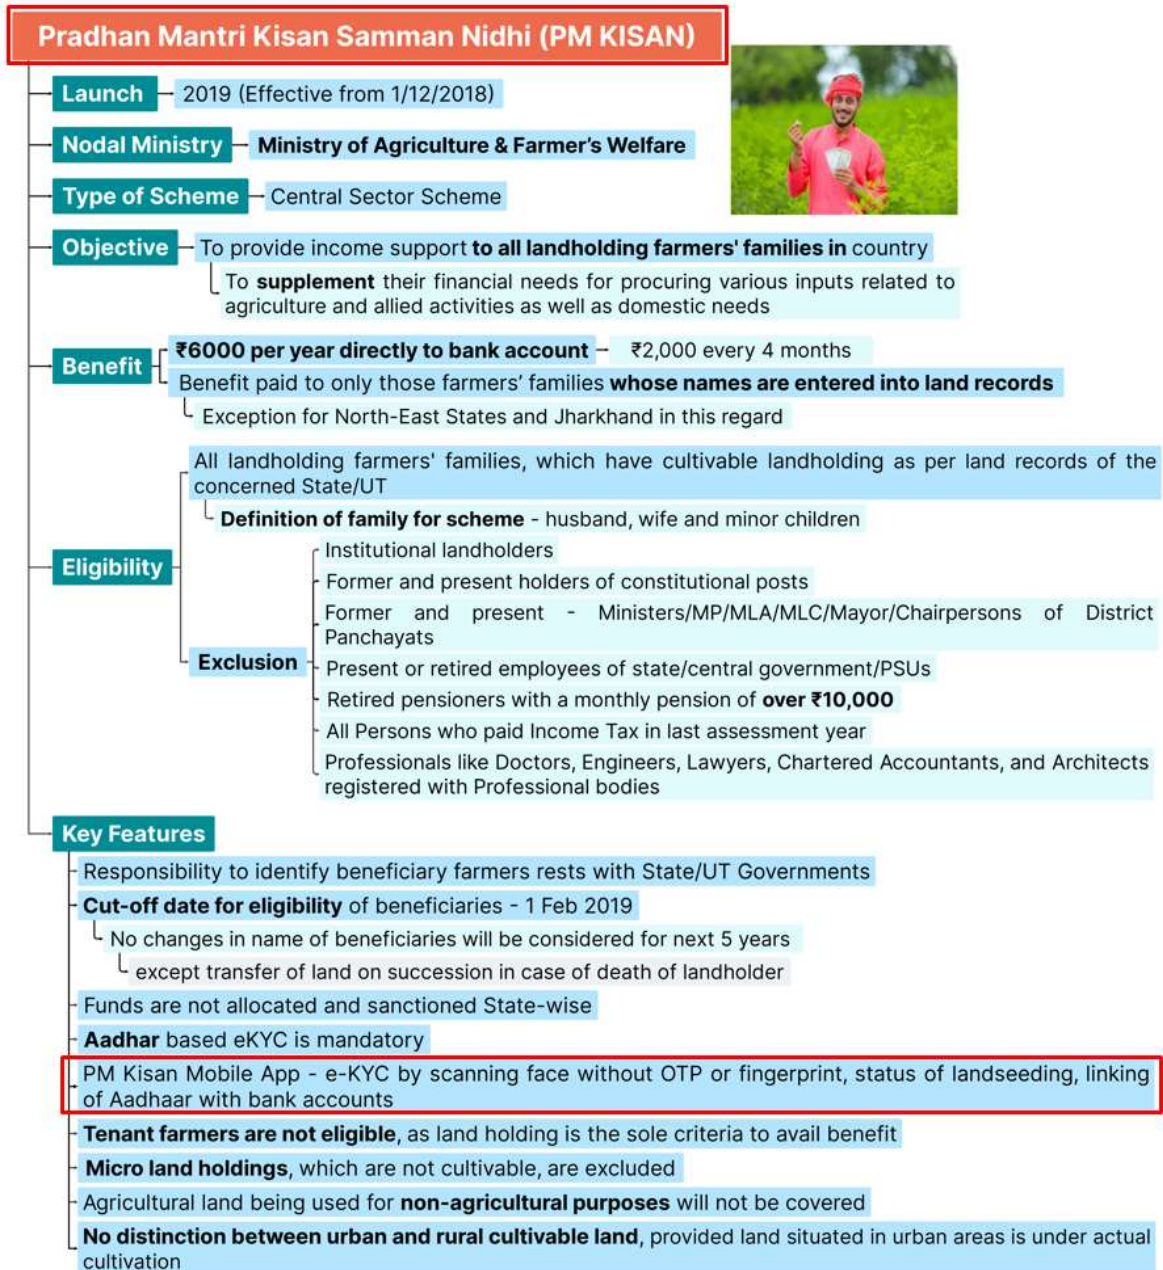 Pradhan Mantri Kisan Samman Nidhi (PM KISAN)
Launch
2019 (Effective from 1/12/2018)
Nodal Ministry
Ministry of Agriculture & Farmer's Welfare
Type of Scheme
Central Sector Scheme
Objective
To provide income support to all landholding farmers' families in country
To supplement their financial needs for procuring various inputs related to
agriculture and allied activities as well as domestic needs
Benefit
₹6000 per year directly to bank account
₹2,000 every 4 months
Benefit paid to only those farmers' families whose names are entered into land records
Exception for North-East States and Jharkhand in this regard
Eligibility
All landholding farmers' families, which have cultivable landholding as per land records of the
concerned State/UT
Definition of family for scheme - husband, wife and minor children
Exclusion
Institutional landholders
Former and present holders of constitutional posts
Former and present - Ministers/MP/MLA/MLC/Mayor/Chairpersons of District
Panchayats
Present or retired employees of state/central government/PSUs
Retired pensioners with a monthly pension of over ₹10,000
All Persons who paid Income Tax in last assessment year
Professionals like Doctors, Engineers, Lawyers, Chartered Accountants, and Architects
registered with Professional bodies
Key Features
Responsibility to identify beneficiary farmers rests with State/UT Governments
Cut-off date for eligibility of beneficiaries - 1 Feb 2019
No changes in name of beneficiaries will be considered for next 5 years
except transfer of land on succession in case of death of landholder
Funds are not allocated and sanctioned State-wise
Aadhar based eKYC is mandatory
PM Kisan Mobile App - e-KYC by scanning face without OTP or fingerprint, status of landseeding, linking
of Aadhaar with bank accounts
Tenant farmers are not eligible, as land holding is the sole criteria to avail benefit
Micro land holdings, which are not cultivable, are excluded
Agricultural land being used for non-agricultural purposes will not be covered
No distinction between urban and rural cultivable land, provided land situated in urban areas is under actual
cultivation